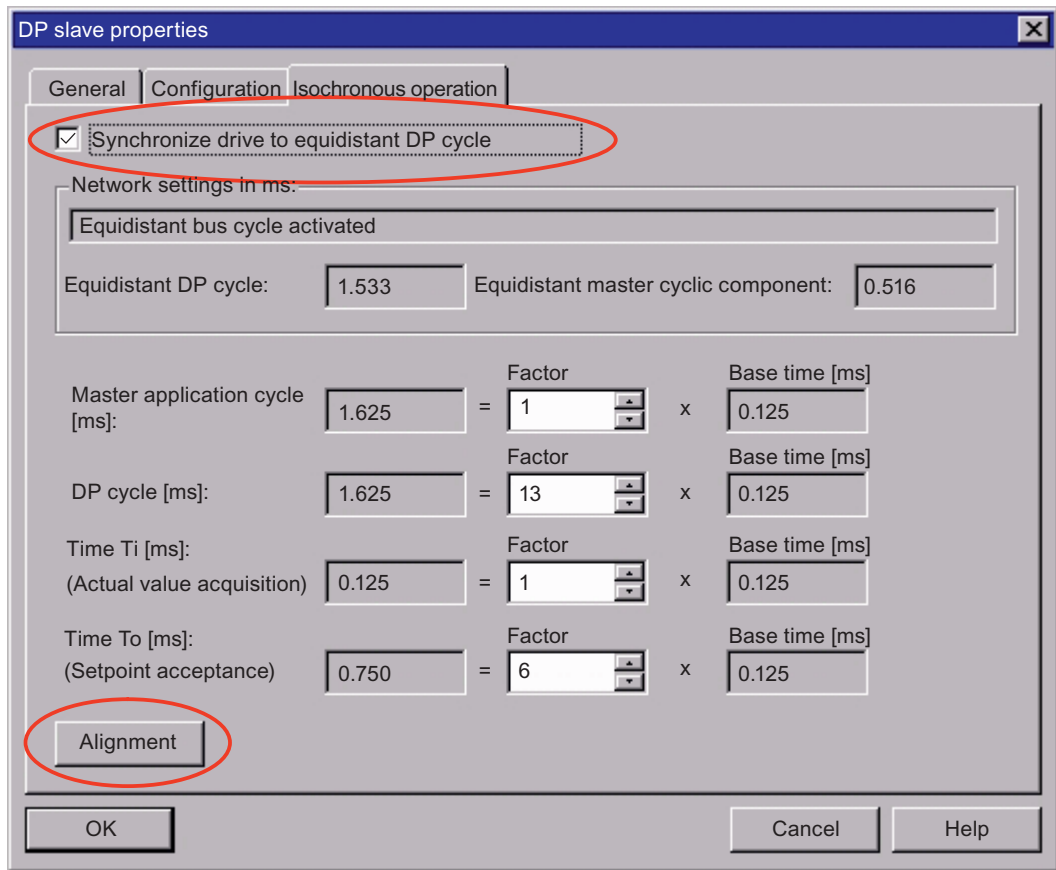 DP slave properties
General Configuration Isochronous operation
Synchronize drive to equidistant DP cycle
Network settings in ms:
Equidistant bus cycle activated
Equidistant DP cycle: 1.533 Equidistant master cyclic component: 0.516
Factor Base time [ms]
Master application cycle
[ms]: 1.625 = 1 x 0.125
Factor Base time [ms]
DP cycle [ms]: 1.625 = 13 x 0.125
Time Ti [ms]: Factor Base time [ms]
(Actual value acquisition) 0.125 = 1 x 0.125
Time To [ms]: Factor Base time [ms]
(Setpoint acceptance) 0.750 = 6 x 0.125
Alignment
OK Cancel Help